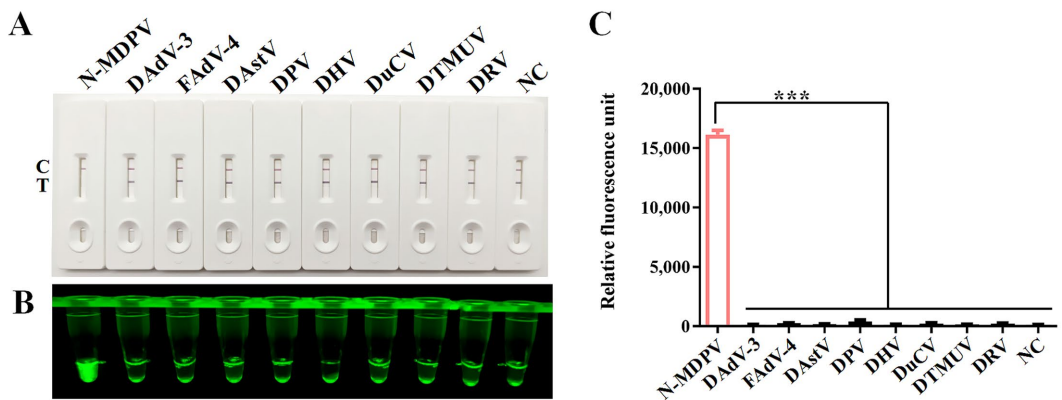 A
N-MDPV DAdV-3 FAdV-4 DAstV DPV DHV DuCV DTMUV DRV NC
C
T
B
C
Relative fluorescence unit
20,000
***
15,000
10,000
5,000
0
N-MDPV DAdV-3 FAdV-4 DAstV DPV DHV DuCV DTMUV DRV NC